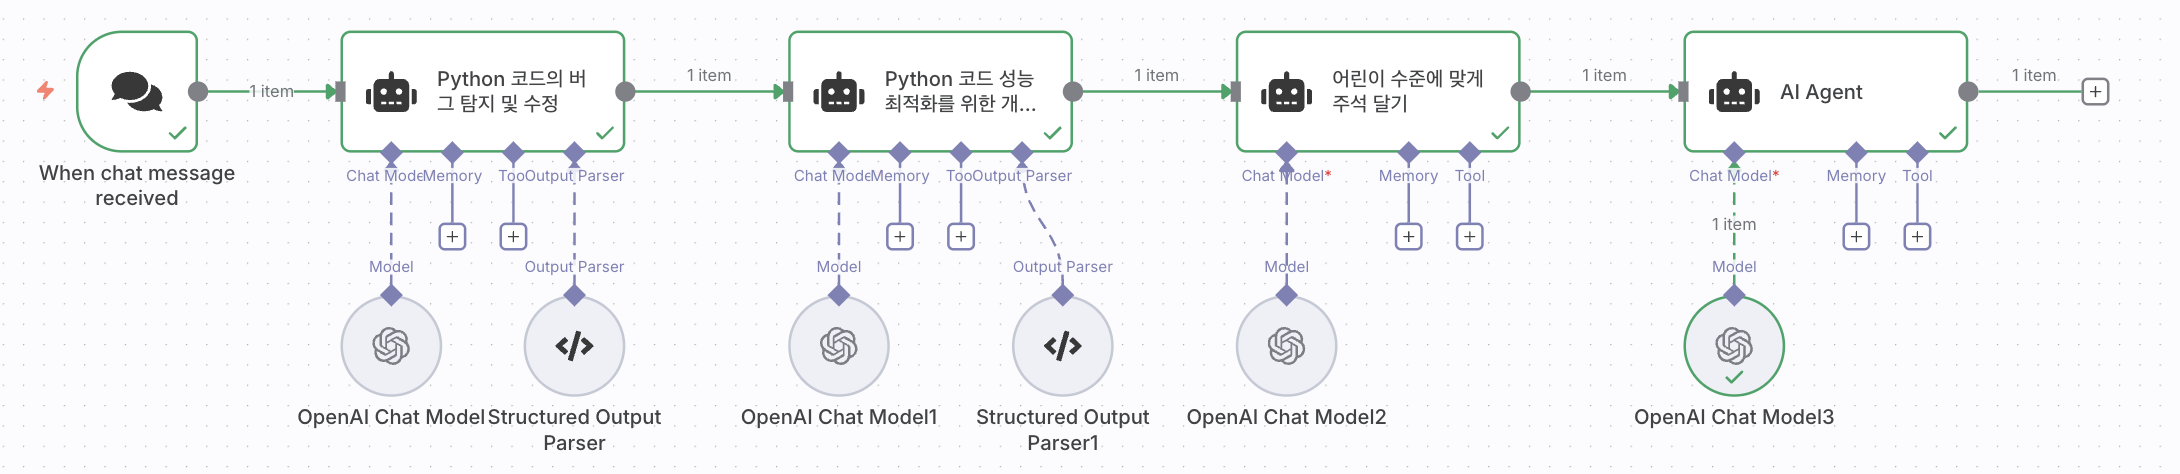 1 item
Python 코드의 버
그 탐지 및 수정
1 item
Python 코드 성능
최적화를 위한 개...
1 item
어린이 수준에 맞게
주석 달기
1 item
AI Agent
1 item
When chat message
received
Chat Mode
Memory
Too
Output Parser
Chat Mode
Memory
Too
Output Parser
Chat Model*
Memory
Tool
Chat Model*
Memory
Tool
1 item
Model
Output Parser
Model
Output Parser
Model
Model
OpenAI Chat Model
Structured Output
Parser
OpenAI Chat Model1
Structured Output
Parser1
OpenAI Chat Model2
OpenAI Chat Model3